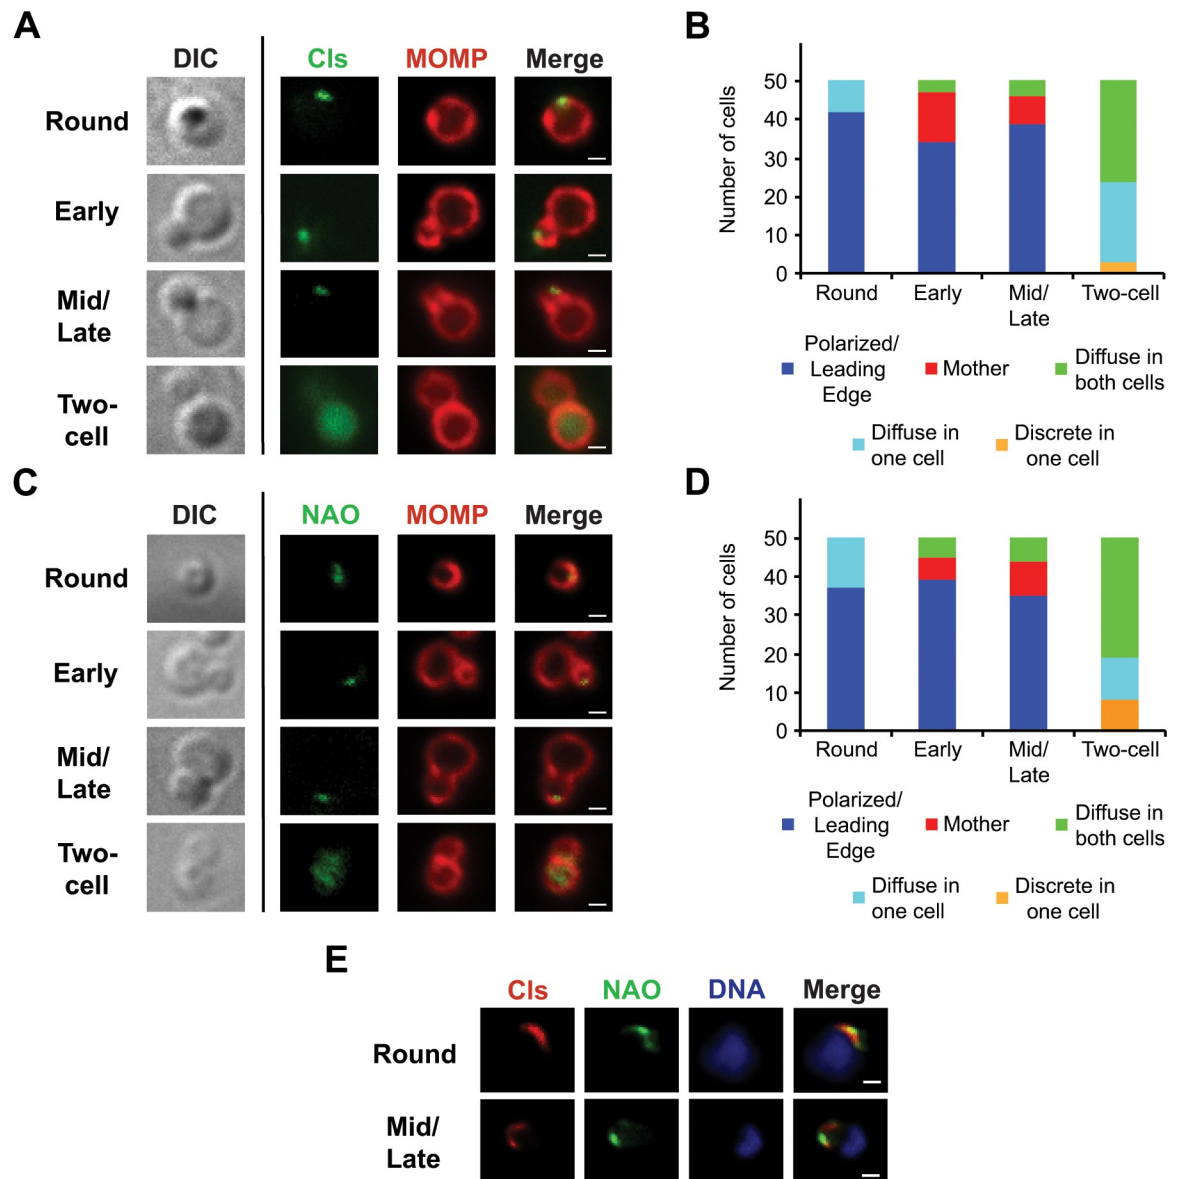 A
DIC Cls MOMP Merge
Round
Early
Mid/
Late
Two-
cell
B
Number of cells
50
40
30
20
10
0
Round Early Mid/ Two-cell
Late
Polarized/
Leading
Edge
Mother
Diffuse in
both cells
Diffuse in
one cell
Discrete in
one cell
C
DIC NAO MOMP Merge
Round
Early
Mid/
Late
Two-
cell
D
Number of cells
50
40
30
20
10
0
Round Early Mid/ Two-cell
Late
Polarized/
Leading
Edge
Mother
Diffuse in
both cells
Diffuse in
one cell
Discrete in
one cell
E
Cls NAO DNA Merge
Round
Mid/
Late